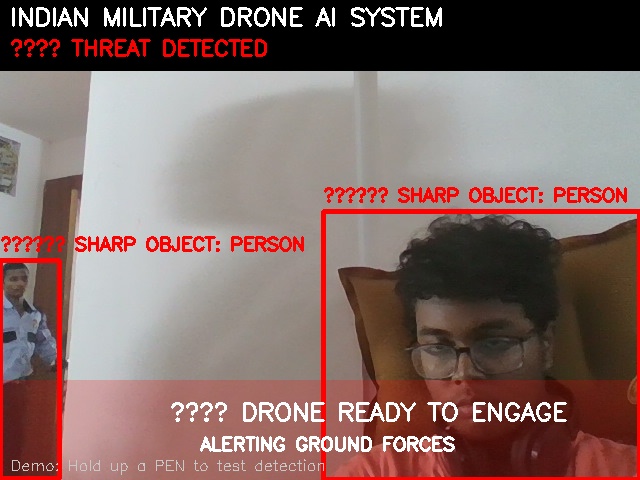 INDIAN MILITARY DRONE AI SYSTEM
???? THREAT DETECTED
?????? SHARP OBJECT: PERSON
?????? SHARP OBJECT: PERSON
???? DRONE READY TO ENGAGE
ALERTING GROUND FORCES
Demo: Hold up a PEN to test detection